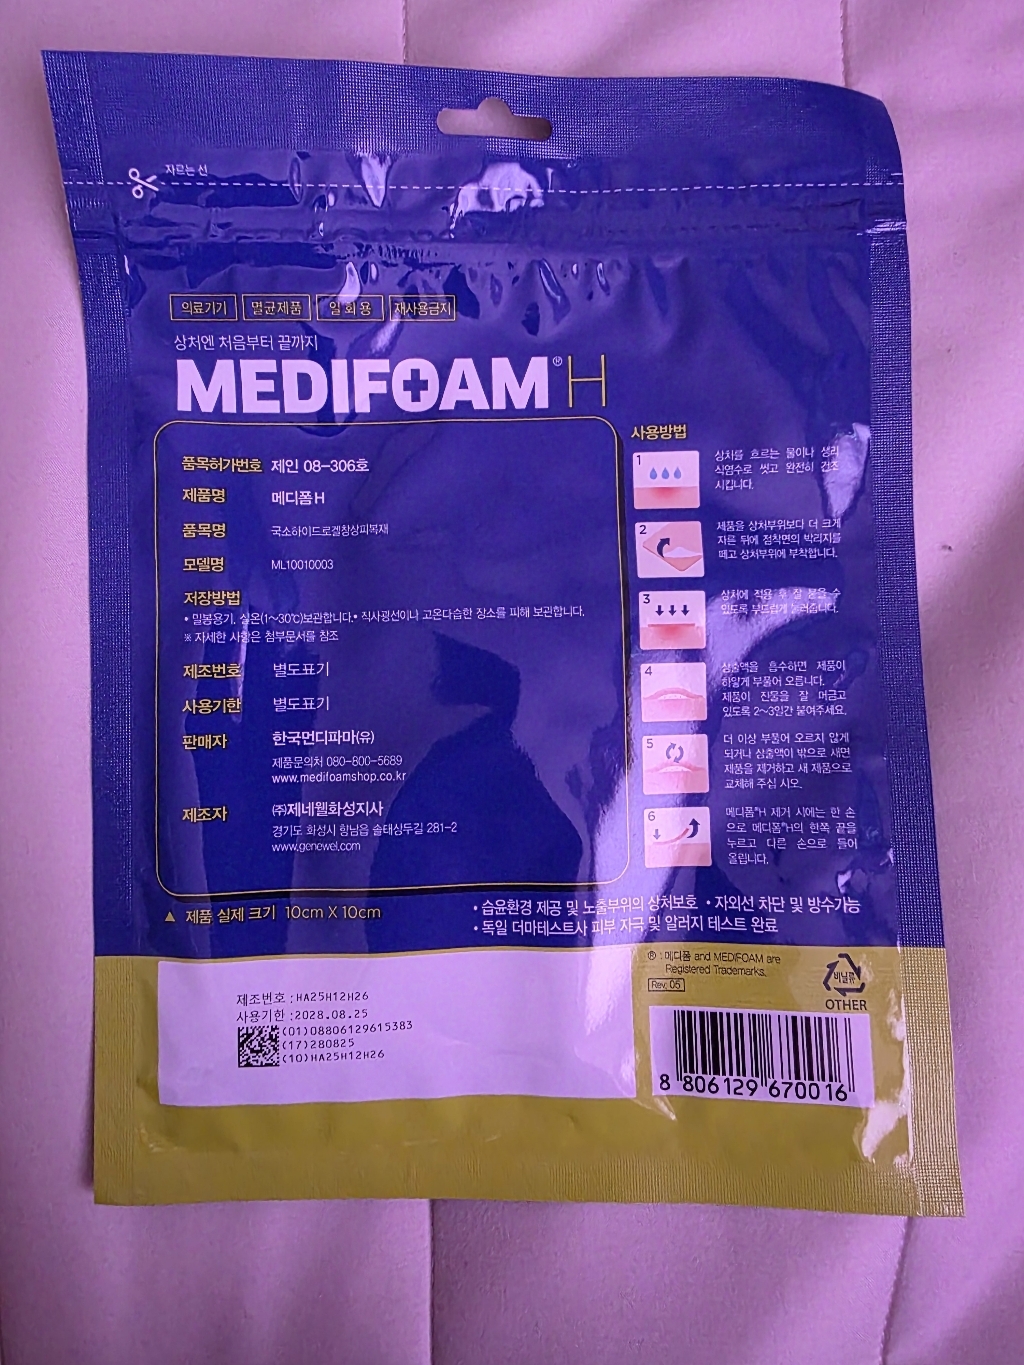 자르는 선
의료기기 멸균제품 일회용 재사용금지
상처엔 처음부터 끝까지
MEDIFOAM® H
품목허가번호 제인 08-306호
제품명 메디폼 H
품목명 국소하이드로겔창상피복재
모델명 ML10010003
저장방법
• 밀봉용기, 실온(1~30℃)보관합니다.• 직사광선이나 고온다습한 장소를 피해 보관합니다.
※ 자세한 사항은 첨부문서를 참조
제조번호 별도표기
사용기한 별도표기
판매자 한국먼디파마(유)
제품문의처 080-800-5689
www.medifoamshop.co.kr
제조자 ㈜제네웰화성지사
경기도 화성시 향남읍 솔태상두길 281-2
www.genewel.com
사용방법
1
상처를 흐르는 물이나 생리
식염수로 씻고 완전히 건조
시킵니다.
2
제품을 상처부위보다 더 크게
자른 뒤에 점착면의 박리지를
떼고 상처부위에 부착합니다.
3
상처에 적용 후 잘 붙을 수
있도록 부드럽게 눌러줍니다.
4
삼출액을 흡수하면 제품이
하얗게 부풀어 오릅니다.
제품이 진물을 잘 머금고
있도록 2~3일간 붙여주세요.
5
더 이상 부풀어 오르지 않게
되거나 삼출액이 밖으로 새면
제품을 제거하고 새 제품으로
교체해 주십 시오.
6
메디폼®H 제거 시에는 한 손
으로 메디폼®H의 한쪽 끝을
누르고 다른 손으로 들어
올립니다.
▲ 제품 실제 크기 10cm X 10cm
• 습윤환경 제공 및 노출부위의 상처보호 • 자외선 차단 및 방수가능
• 독일 더마테스트사 피부 자극 및 알러지 테스트 완료
제조번호 : HA25H12H26
사용기한 : 2028.08.25
(01)08806129615383
(17)280825
(10)HA25H12H26
® : 메디폼 and MEDIFOAM are
Registered Trademarks.
Rev. 05
비닐류
OTHER
8 806129 670016